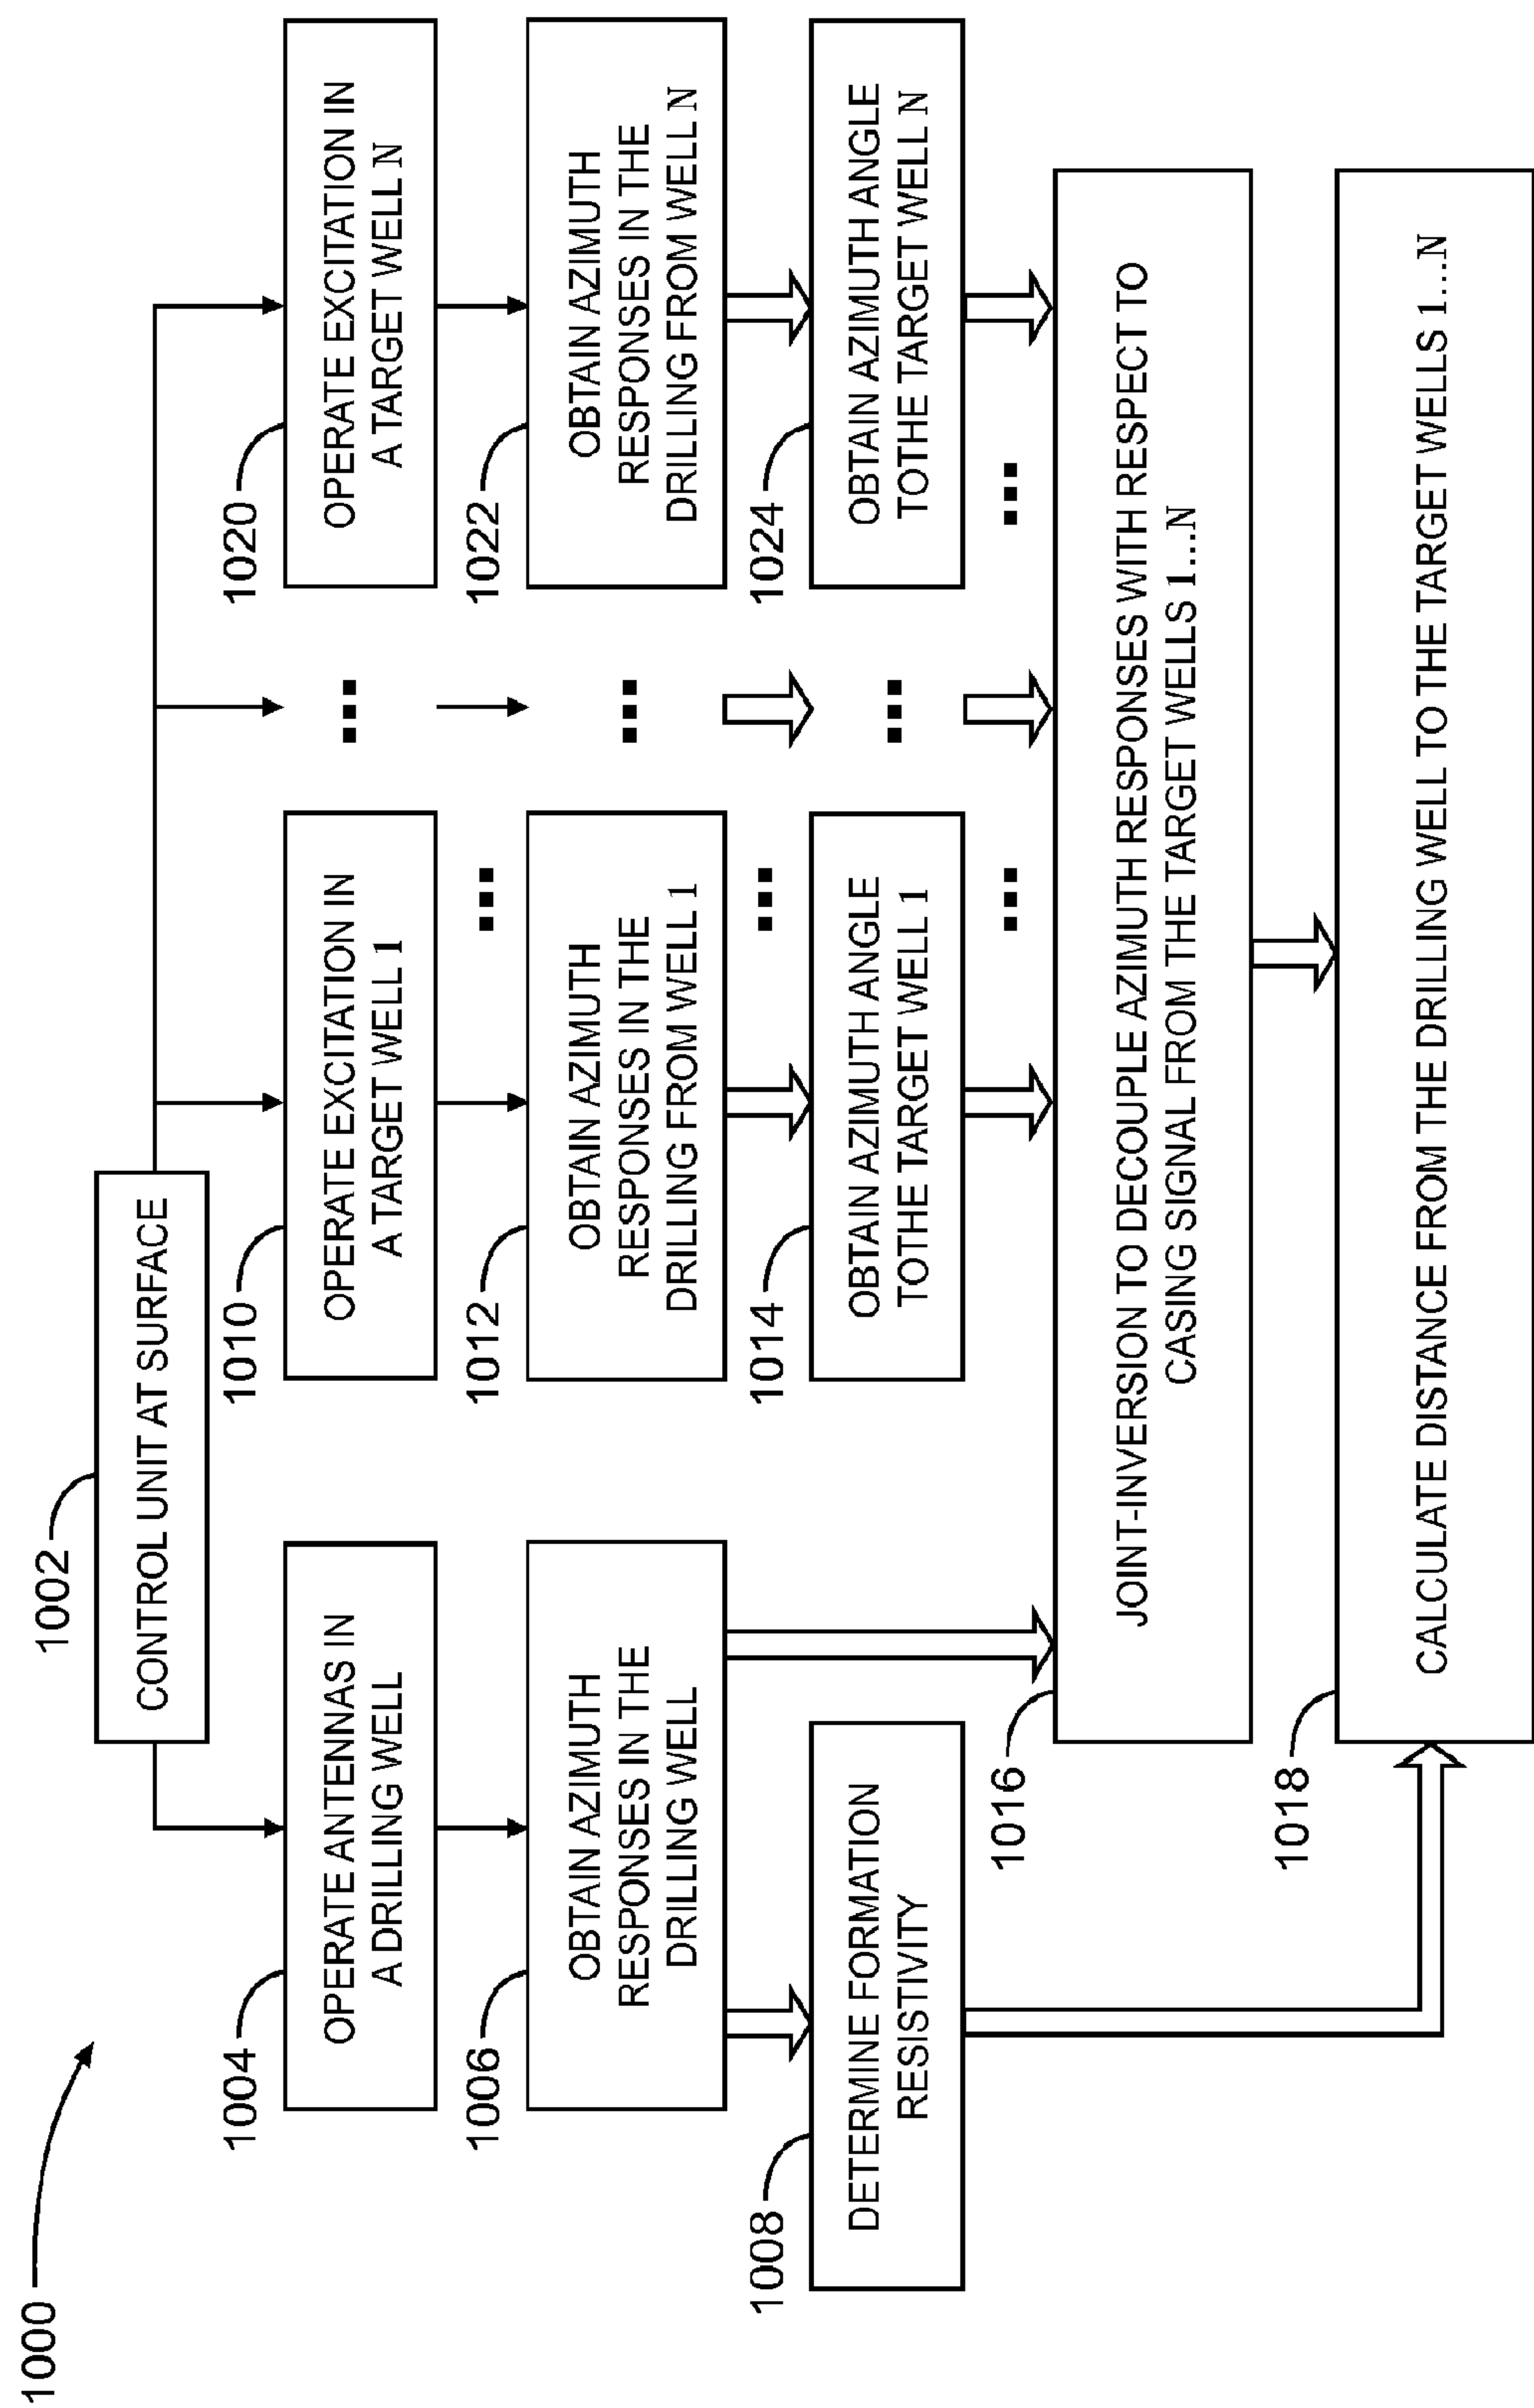 1000
1002
CONTROL UNIT AT SURFACE
1004
OPERATE ANTENNAS IN
A DRILLING WELL
1010
OPERATE EXCITATION IN
A TARGET WELL 1
...
1020
OPERATE EXCITATION IN
A TARGET WELL N
...
1006
OBTAIN AZIMUTH
RESPONSES IN THE
DRILLING WELL
1012
OBTAIN AZIMUTH
RESPONSES IN THE
DRILLING FROM WELL 1
...
1022
OBTAIN AZIMUTH
RESPONSES IN THE
DRILLING FROM WELL N
...
1008
DETERMINE FORMATION
RESISTIVITY
1014
OBTAIN AZIMUTH ANGLE
TOTHE TARGET WELL 1
...
1024
OBTAIN AZIMUTH ANGLE
TOTHE TARGET WELL N
...
...
1016
JOINT-INVERSION TO DECOUPLE AZIMUTH RESPONSES WITH RESPECT TO
CASING SIGNAL FROM THE TARGET WELLS 1...N
1018
CALCULATE DISTANCE FROM THE DRILLING WELL TO THE TARGET WELLS 1...N